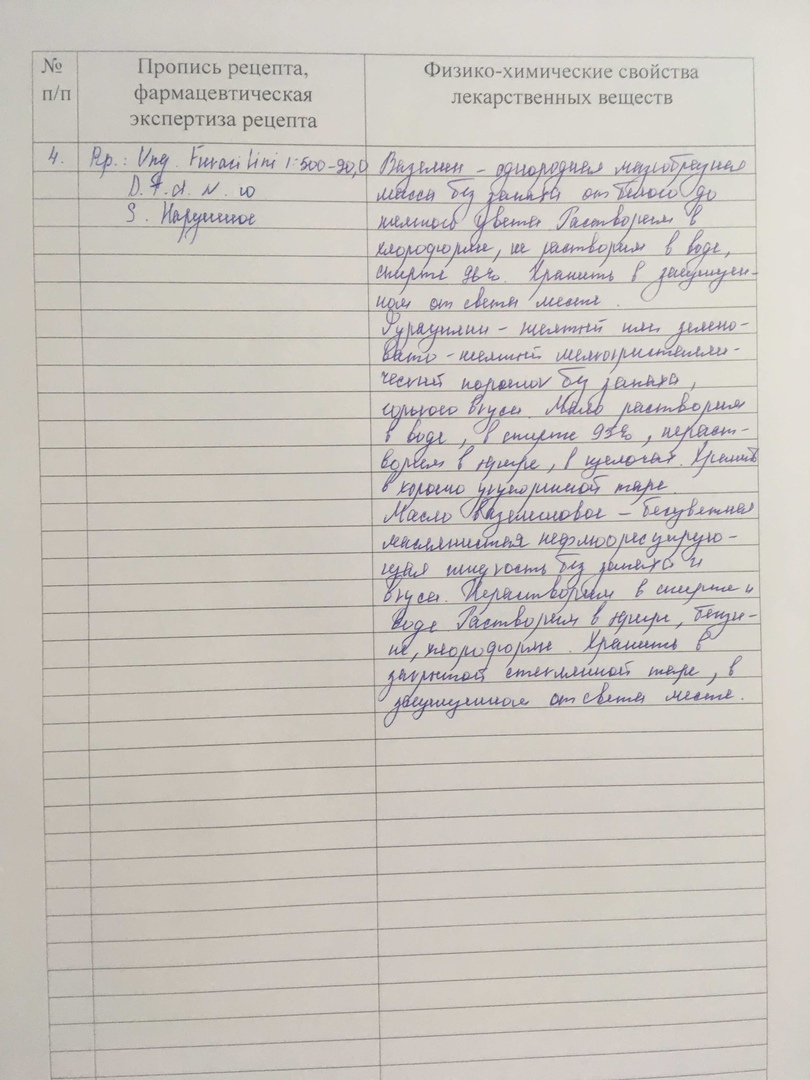 №
п/п
Пропись рецепта,
фармацевтическая
экспертиза рецепта
Физико-химические свойства
лекарственных веществ
4.
Rp.: Ung. Furacilini 1:500-90,0
D.t.d. N. 10
S. Наружное
Вазелин - однородная мазеобразная
масса без запаха от белого до
желтого цвета. Растворим в
хлороформе, не растворим в воде,
спирте 96%. Хранить в защищен-
ном от света месте.
Фурацилин - желтый или зелено-
вато-желтый мелкокристалли-
ческий порошок без запаха,
горького вкуса. Мало растворим
в воде, в спирте 95%, нераст-
ворим в эфире, в щелочах. Хранить
в хорошо укупоренной таре.
Масло вазелиновое - бесцветная
маслянистая нефлюоресцирую-
щая жидкость без запаха и
вкуса. Нерастворим в спирте и
воде Растворим в эфире, бензи-
не, хлороформе. Хранить в
закрытой стеклянной таре, в
защищенном от света месте.